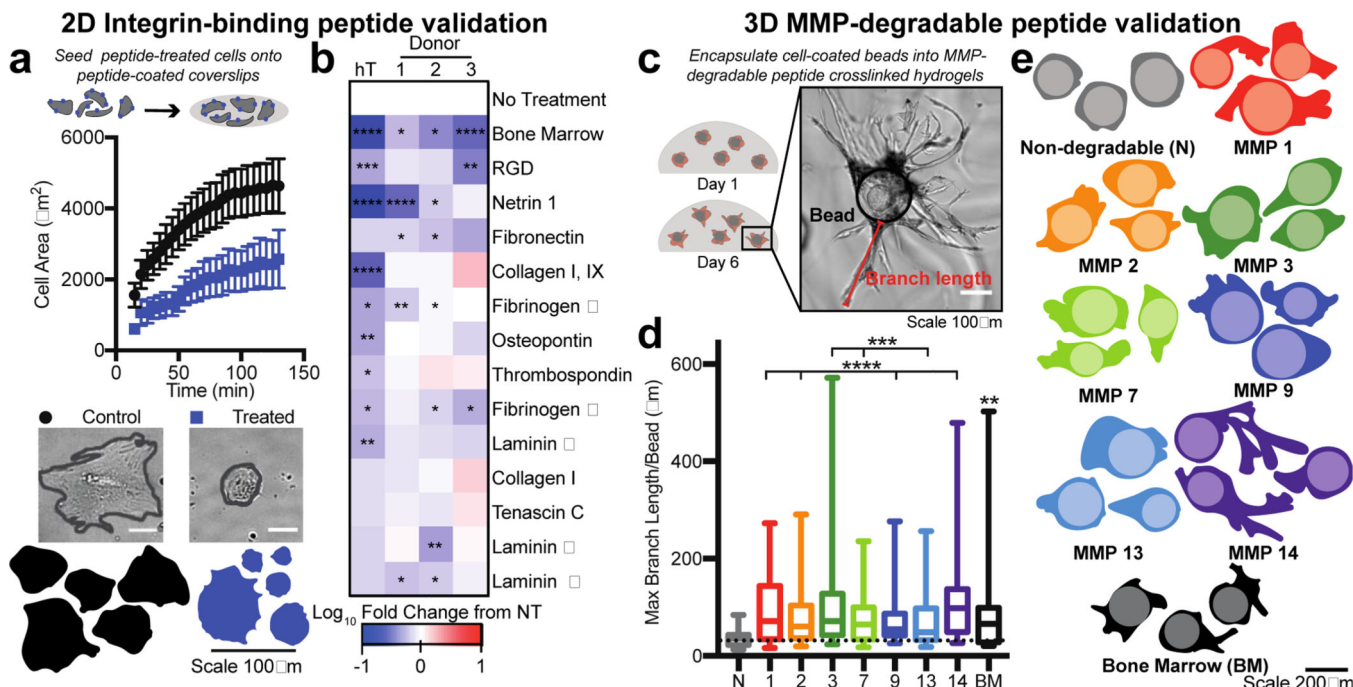 2D Integrin-binding peptide validation
3D MMP-degradable peptide validation
a
Seed peptide-treated cells onto
peptide-coated coverslips
6000
4000
2000
0
Cell Area (□m²)
0 50 100 150
Time (min)
Control
Treated
Scale 100□m
b
Donor
hT 1 2 3
No Treatment
**** * * **** Bone Marrow
*** ** RGD
**** **** * Netrin 1
* * Fibronectin
**** Collagen I, IX
* ** * Fibrinogen □
** Osteopontin
* Thrombospondin
* * * Fibrinogen □
** Laminin □
Collagen I
Tenascin C
** Laminin □
* * Laminin □
Log₁₀ Fold Change from NT
-1 0 1
c
Encapsulate cell-coated beads into MMP-
degradable peptide crosslinked hydrogels
Day 1
Day 6
Bead
Branch length
Scale 100□m
d
600
400
200
0
Max Branch Length/Bead (□m)
***
****
**
N 1 2 3 7 9 13 14 BM
e
Non-degradable (N)
MMP 1
MMP 2
MMP 3
MMP 7
MMP 9
MMP 13
MMP 14
Bone Marrow (BM)
Scale 200□m